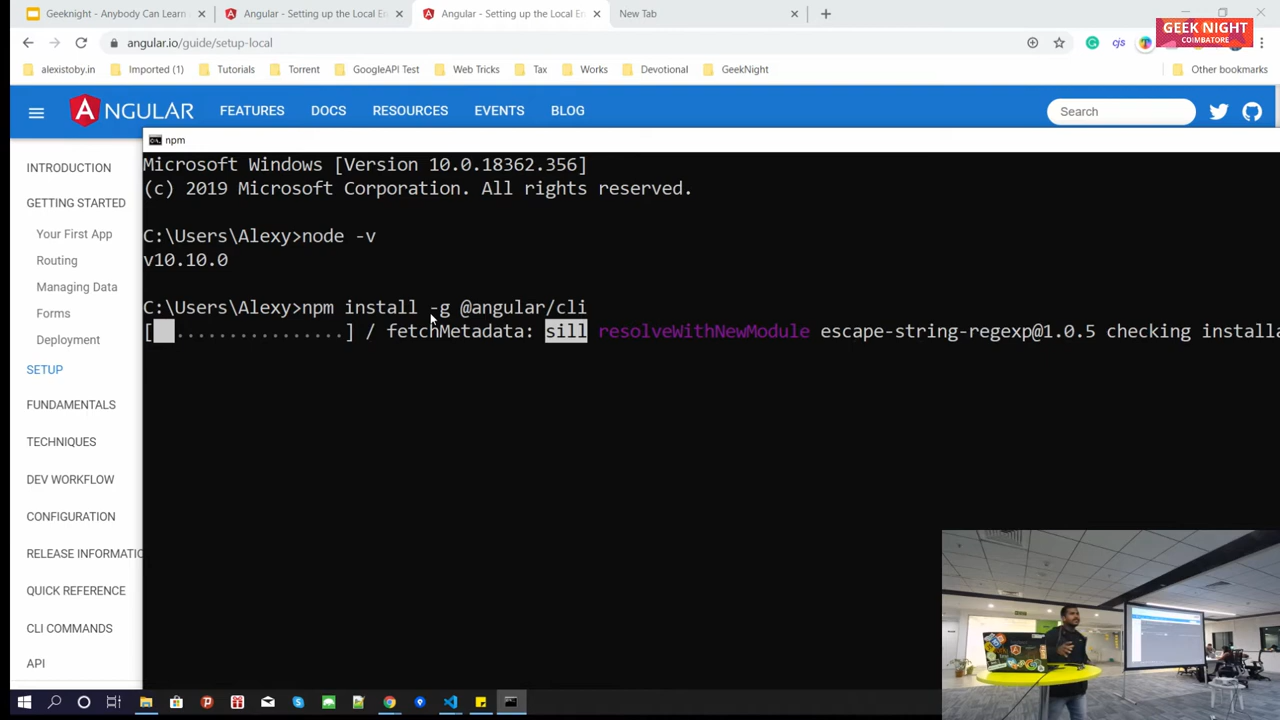 Geeknight - Anybody Can Learn
Angular - Setting up the Local En
Angular - Setting up the Local En
New Tab
GEEK NIGHT
COIMBATORE
angular.io/guide/setup-local
cjs
alexistoby.in
Imported (1)
Tutorials
Torrent
GoogleAPI Test
Web Tricks
Tax
Works
Devotional
GeekNight
Other bookmarks
ANGULAR
FEATURES
DOCS
RESOURCES
EVENTS
BLOG
Search
npm
INTRODUCTION
GETTING STARTED
Your First App
Routing
Managing Data
Forms
Deployment
SETUP
FUNDAMENTALS
TECHNIQUES
DEV WORKFLOW
CONFIGURATION
RELEASE INFORMATIO
QUICK REFERENCE
CLI COMMANDS
API
Microsoft Windows [Version 10.0.18362.356]
(c) 2019 Microsoft Corporation. All rights reserved.
C:\Users\Alexy>node -v
v10.10.0
C:\Users\Alexy>npm install -g @angular/cli
[ ................] / fetchMetadata: sill resolveWithNewModule escape-string-regexp@1.0.5 checking installa